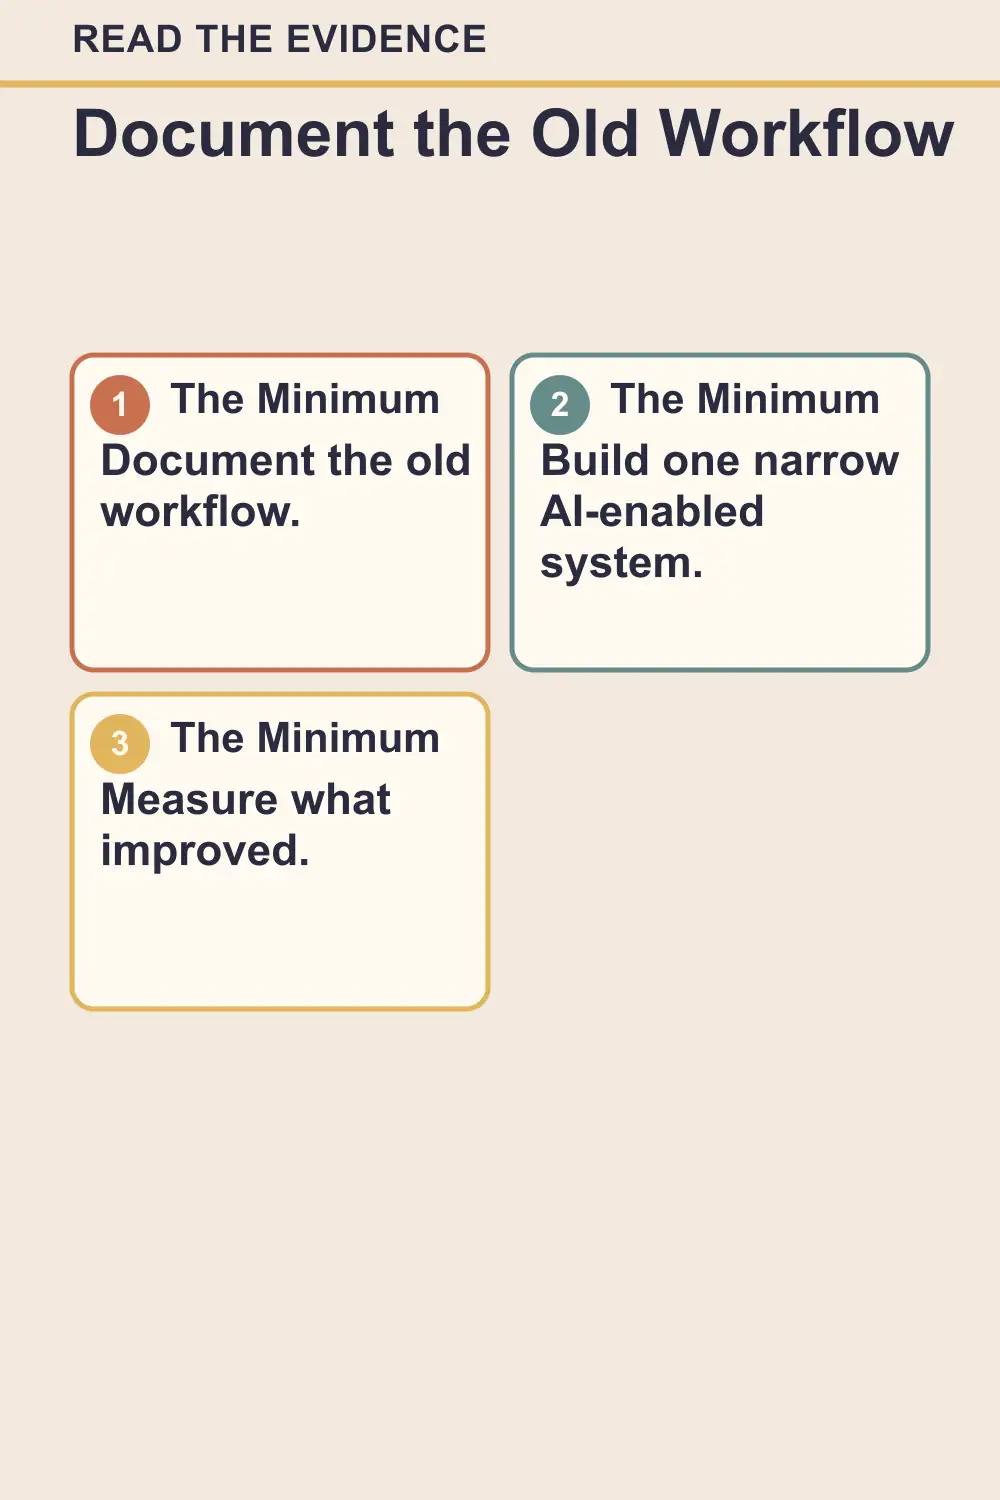 READ THE EVIDENCE
Document the Old Workflow
1 The Minimum
Document the old
workflow.
2 The Minimum
Build one narrow
AI-enabled
system.
3 The Minimum
Measure what
improved.